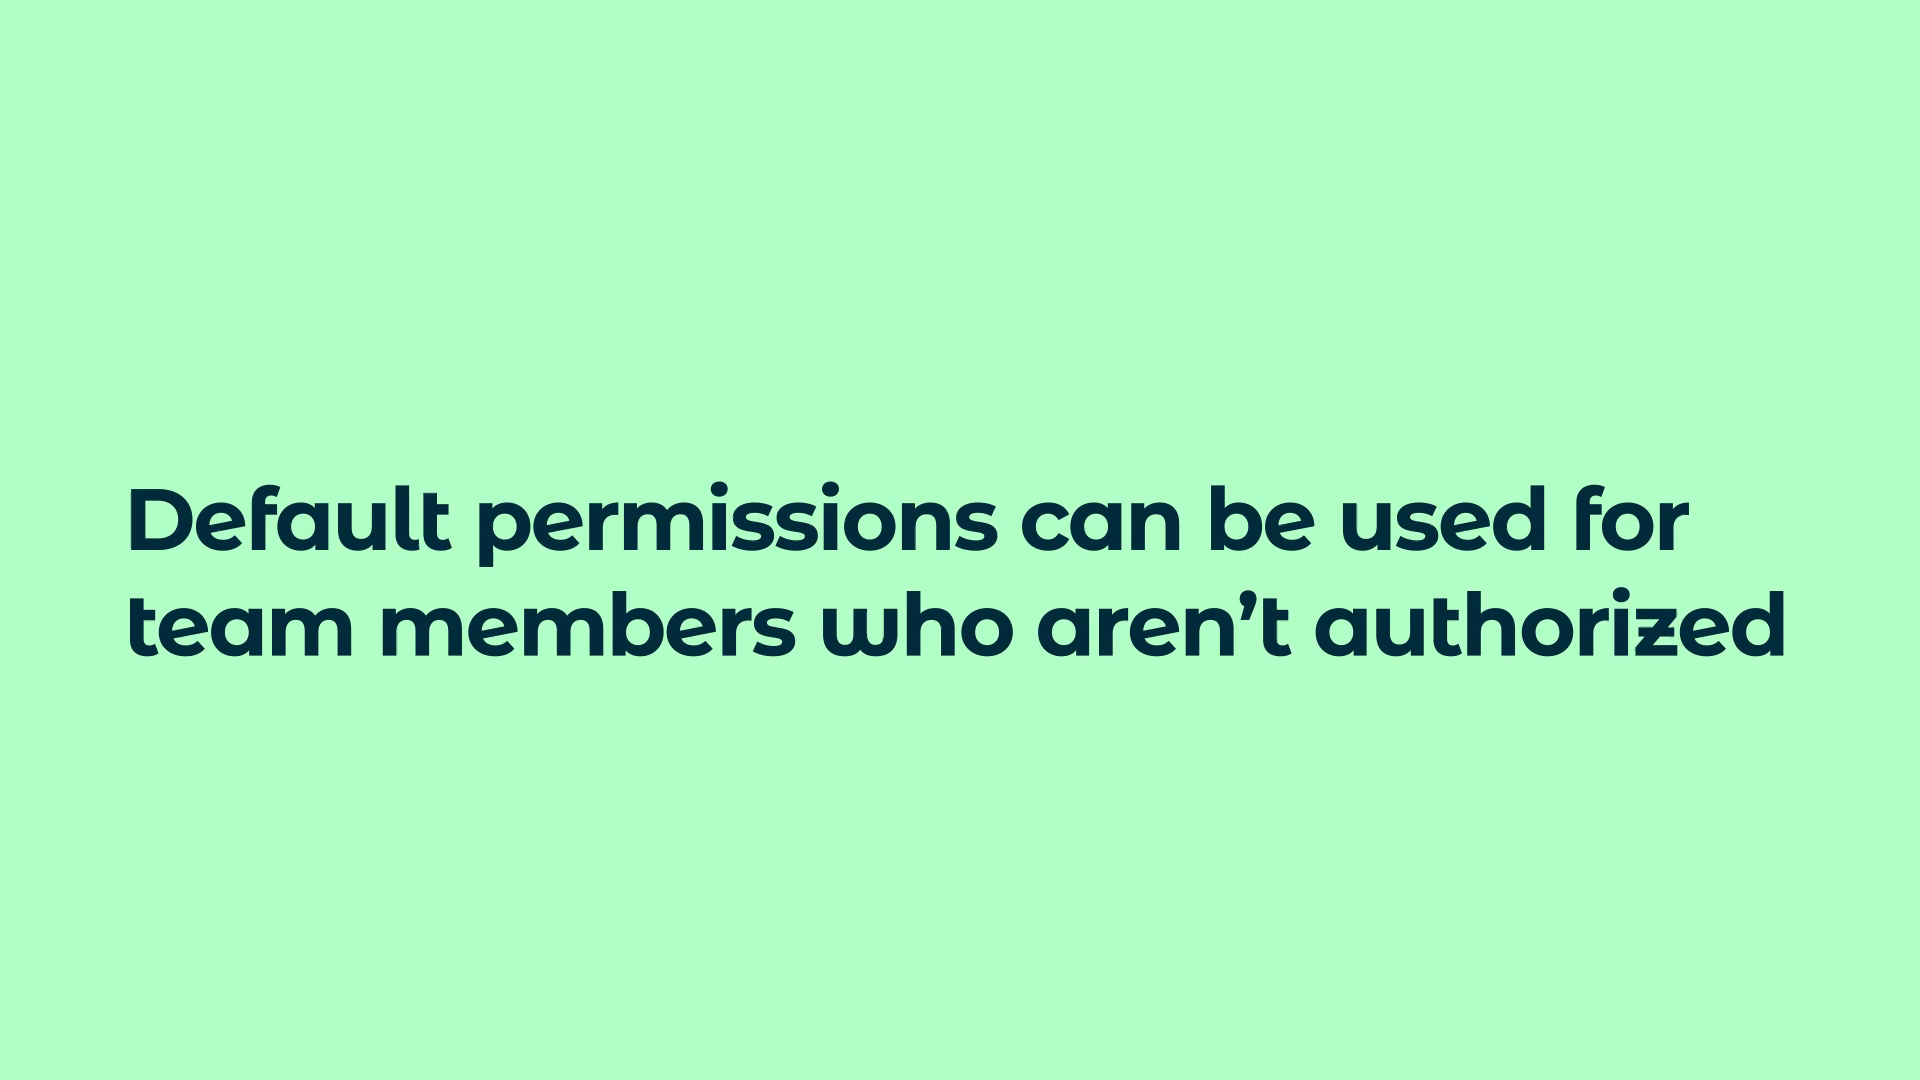 Default permissions can be used for
team members who aren’t authorized